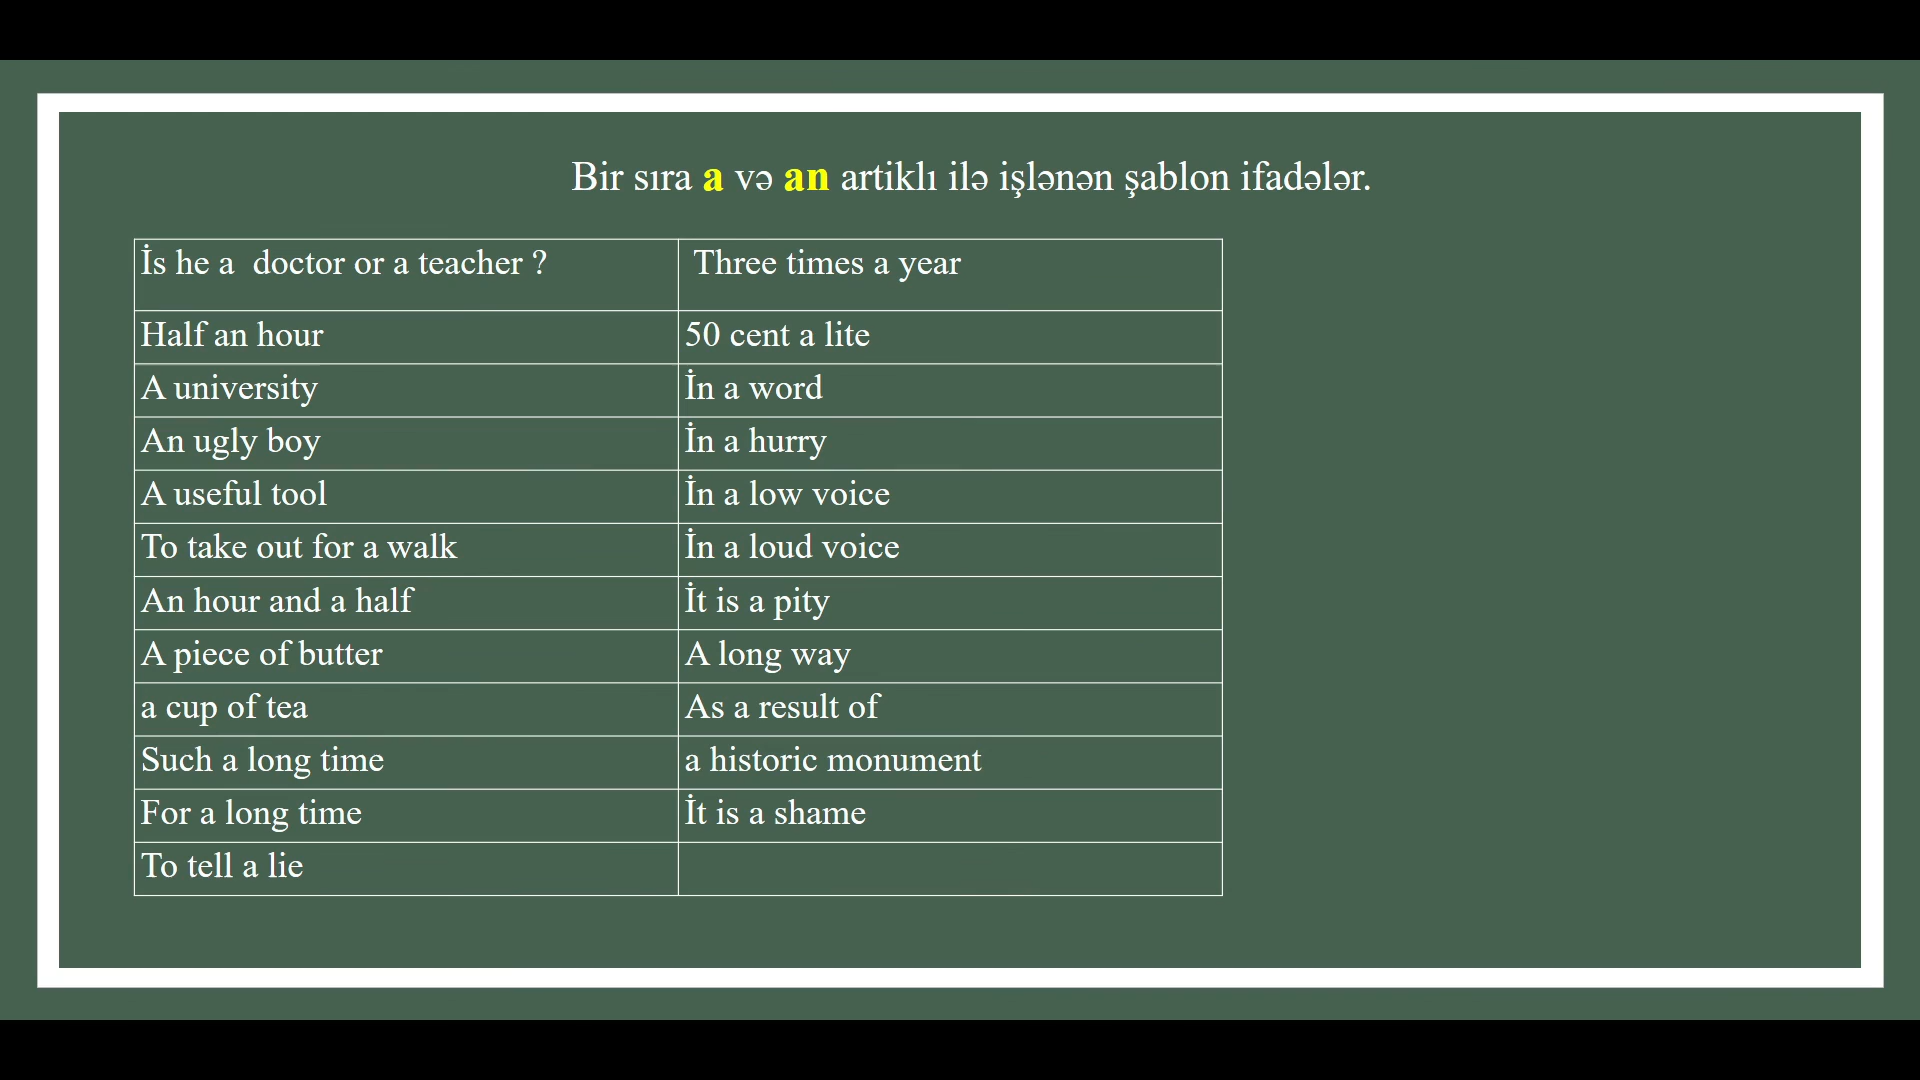 Bir sıra a və an artiklı ilə işlənən şablon ifadələr.
İs he a doctor or a teacher ?
Three times a year
Half an hour
50 cent a lite
A university
İn a word
An ugly boy
İn a hurry
A useful tool
İn a low voice
To take out for a walk
İn a loud voice
An hour and a half
İt is a pity
A piece of butter
A long way
a cup of tea
As a result of
Such a long time
a historic monument
For a long time
İt is a shame
To tell a lie